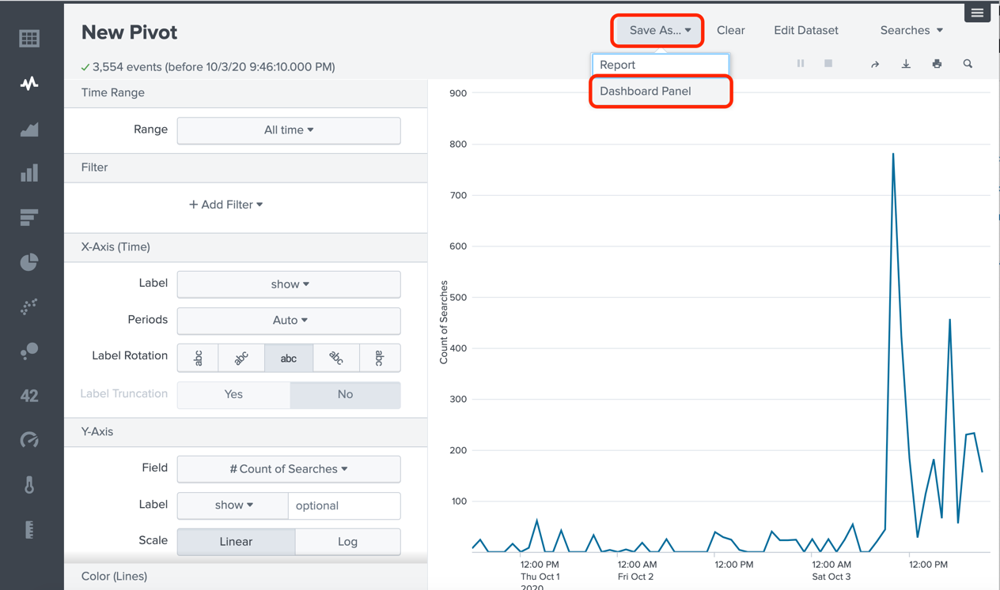 New Pivot
Save As...
Clear
Edit Dataset
Searches
3,554 events (before 10/3/20 9:46:10.000 PM)
Report
Dashboard Panel
Time Range
Range
All time
Filter
+ Add Filter
X-Axis (Time)
Label
show
Periods
Auto
Label Rotation
abc
abc
abc
abc
abc
Label Truncation
Yes
No
Y-Axis
Field
# Count of Searches
Label
show
optional
Scale
Linear
Log
Color (Lines)
42
Count of Searches
900
800
700
600
500
400
300
200
100
12:00 PM
Thu Oct 1
2020
12:00 AM
Fri Oct 2
12:00 PM
12:00 AM
Sat Oct 3
12:00 PM